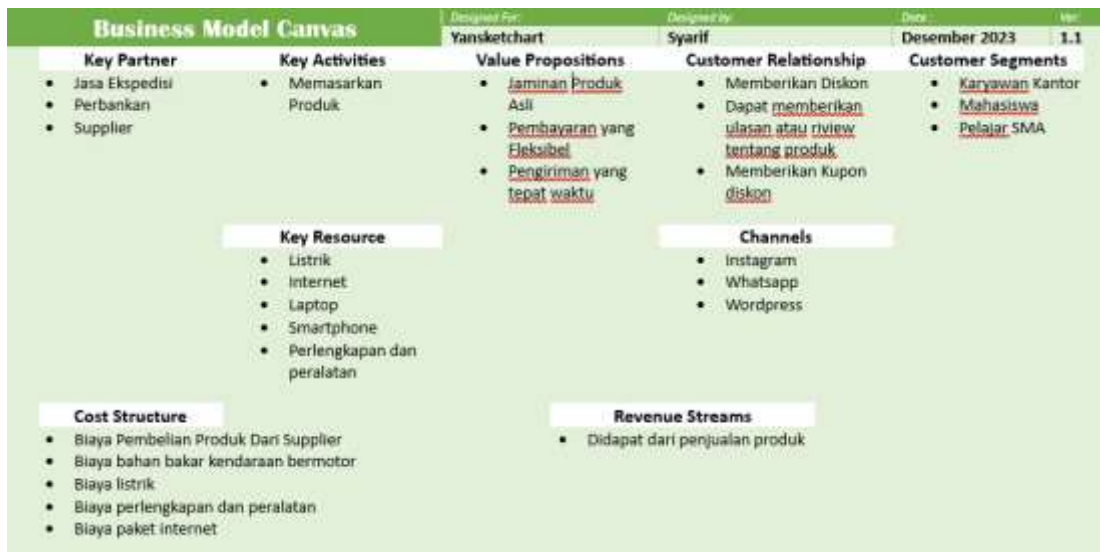 Business Model Canvas
Designed For:
Designed by:
Date:
Ver:
Yansketchart
Syarif
Desember 2023
1.1
Key Partner
• Jasa Ekspedisi
• Perbankan
• Supplier
Key Activities
• Memasarkan
Produk
Value Propositions
• Jaminan Produk
Asli
• Pembayaran yang
Fleksibel
• Pengiriman yang
tepat waktu
Customer Relationship
• Memberikan Diskon
• Dapat memberikan
ulasan atau riview
tentang produk
• Memberikan Kupon
diskon
Customer Segments
• Karyawan Kantor
• Mahasiswa
• Pelajar SMA
Key Resource
• Listrik
• Internet
• Laptop
• Smartphone
• Perlengkapan dan
peralatan
Channels
• Instagram
• Whatsapp
• Wordpress
Cost Structure
• Biaya Pembelian Produk Dari Supplier
• Biaya bahan bakar kendaraan bermotor
• Biaya listrik
• Biaya perlengkapan dan peralatan
• Biaya paket internet
Revenue Streams
• Didapat dari penjualan produk